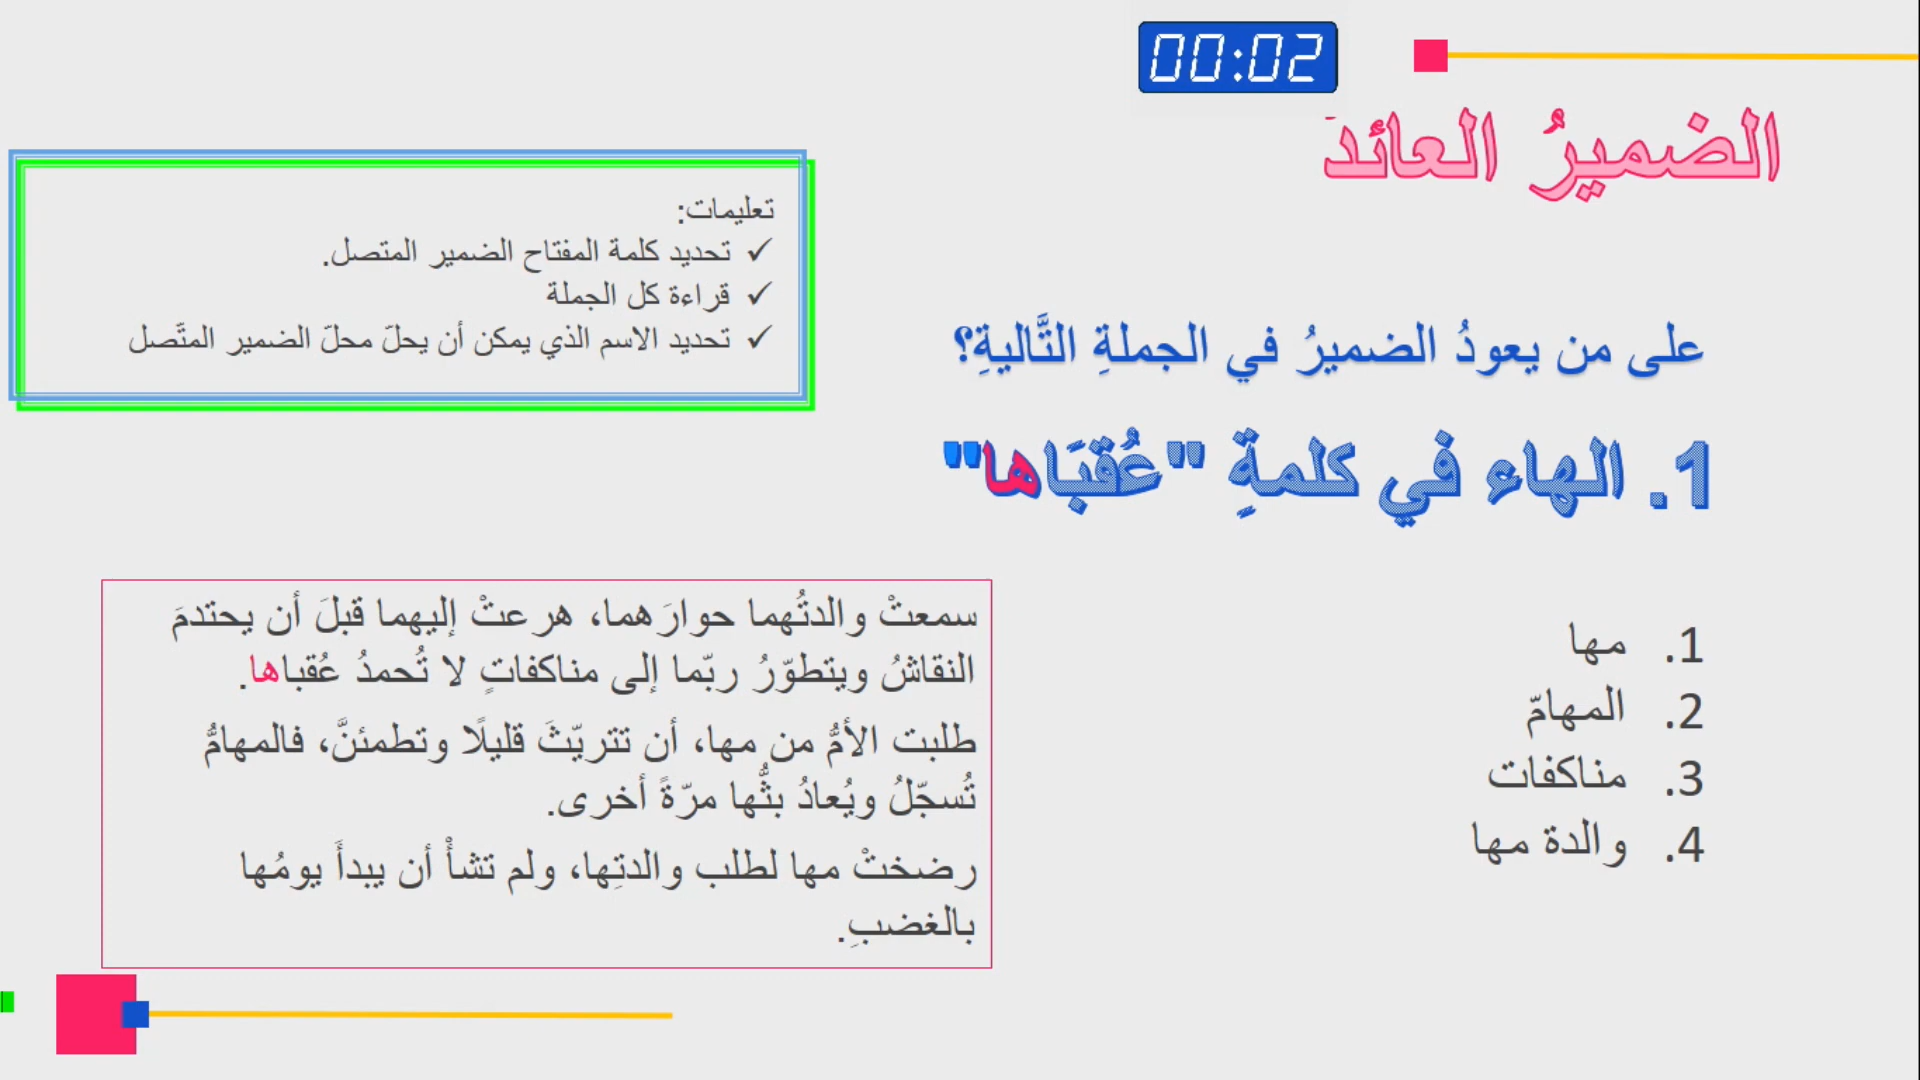 00:02
الضميرُ العائدَ
تعليمات:
✓ تحديد كلمة المفتاح الضمير المتصل.
✓ قراءة كل الجملة
✓ تحديد الاسم الذي يمكن أن يحلّ محلّ الضمير المتّصل
على من يعودُ الضميرُ في الجملةِ التَّاليةِ؟
1. الهاء في كلمةِ "عُقبَاها"
1. مها
2. المهامّ
3. مناكفات
4. والدة مها
سمعتْ والدتُهما حوارَهما، هرعتْ إليهما قبلَ أن يحتدمَ
النقاشُ ويتطوّرُ ربّما إلى مناكفاتٍ لا تُحمدُ عُقباها.
طلبت الأمُّ من مها، أن تتريّثَ قليلًا وتطمئنَّ، فالمهامُّ
تُسجّلُ ويُعادُ بثُّها مرّةً أخرى.
رضختْ مها لطلب والدتِها، ولم تشأْ أن يبدأَ يومُها
بالغضبِ.